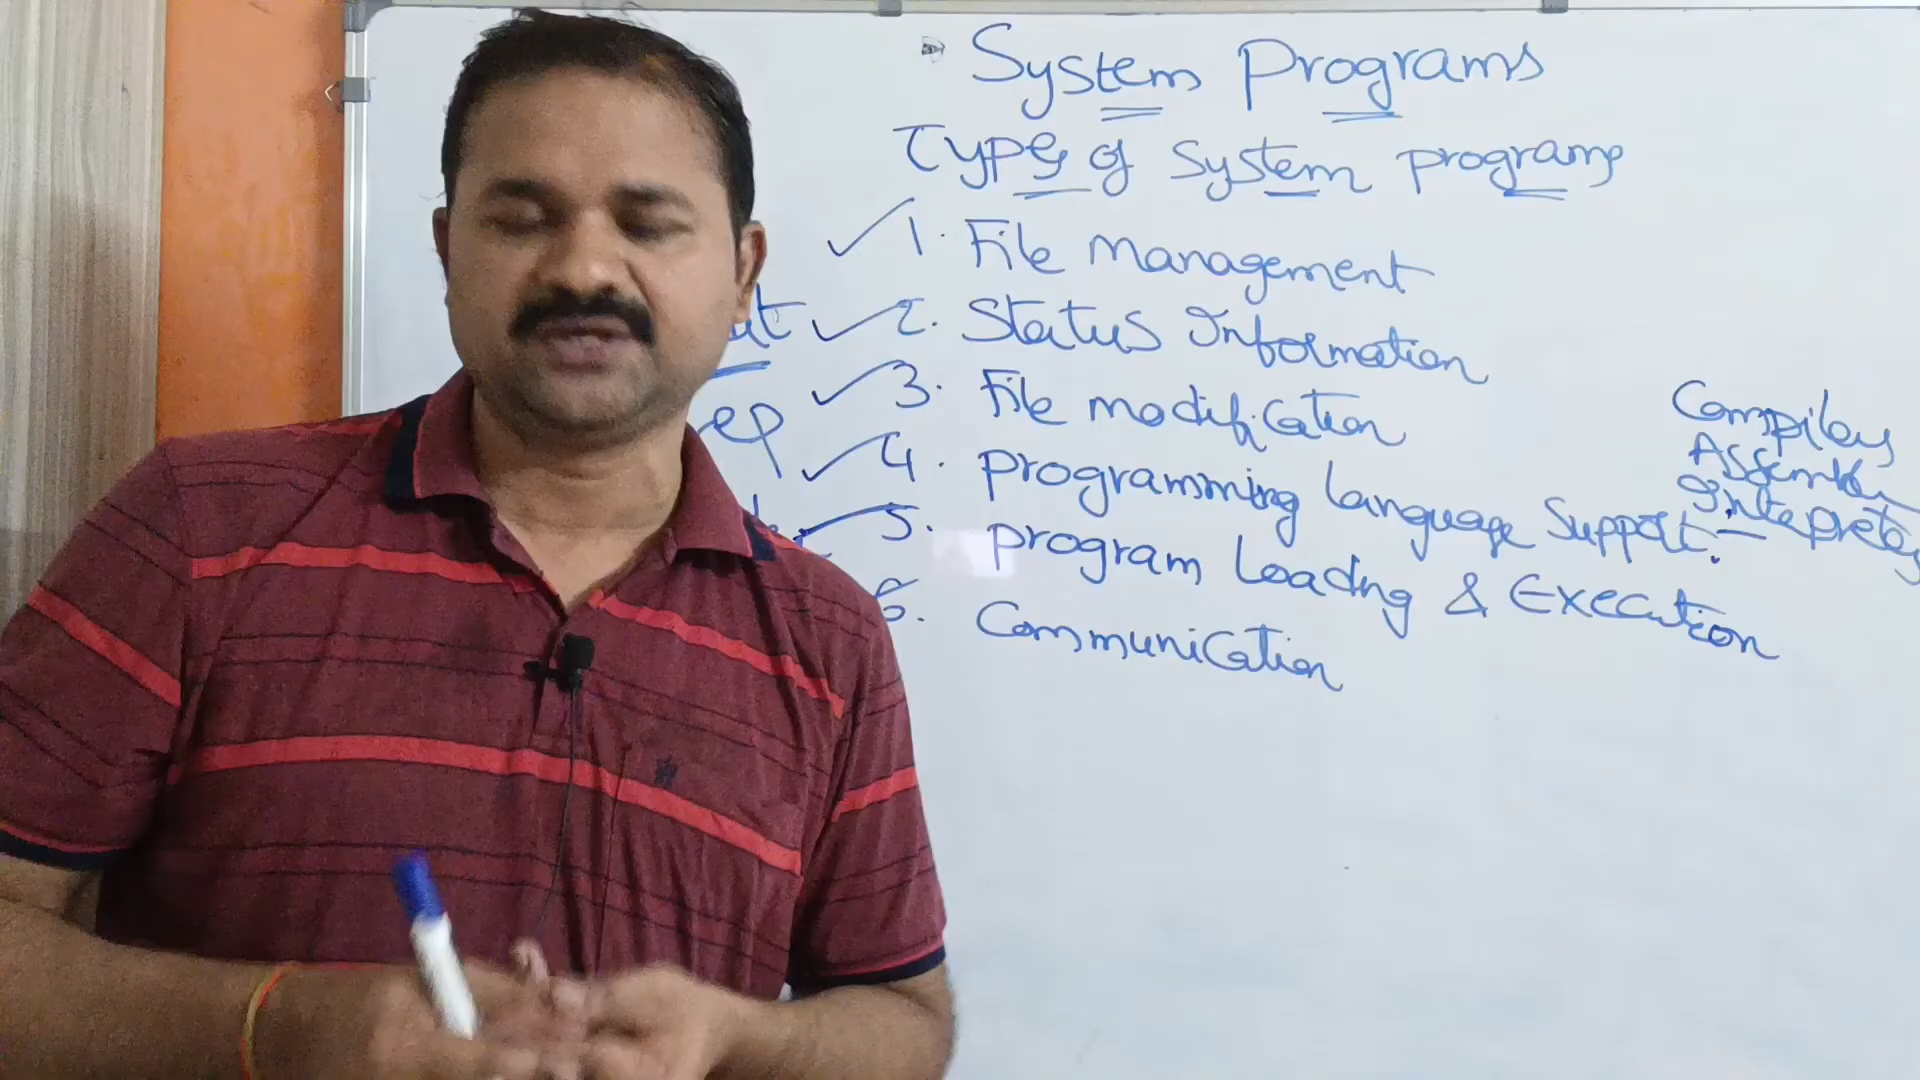 System Programs
Types of System programs
1. File Management
2. Status Information
3. File modification
4. programming language Support. -
Compilers
Assembler
Interpreters
5. program Loading & Execution
6. Communication